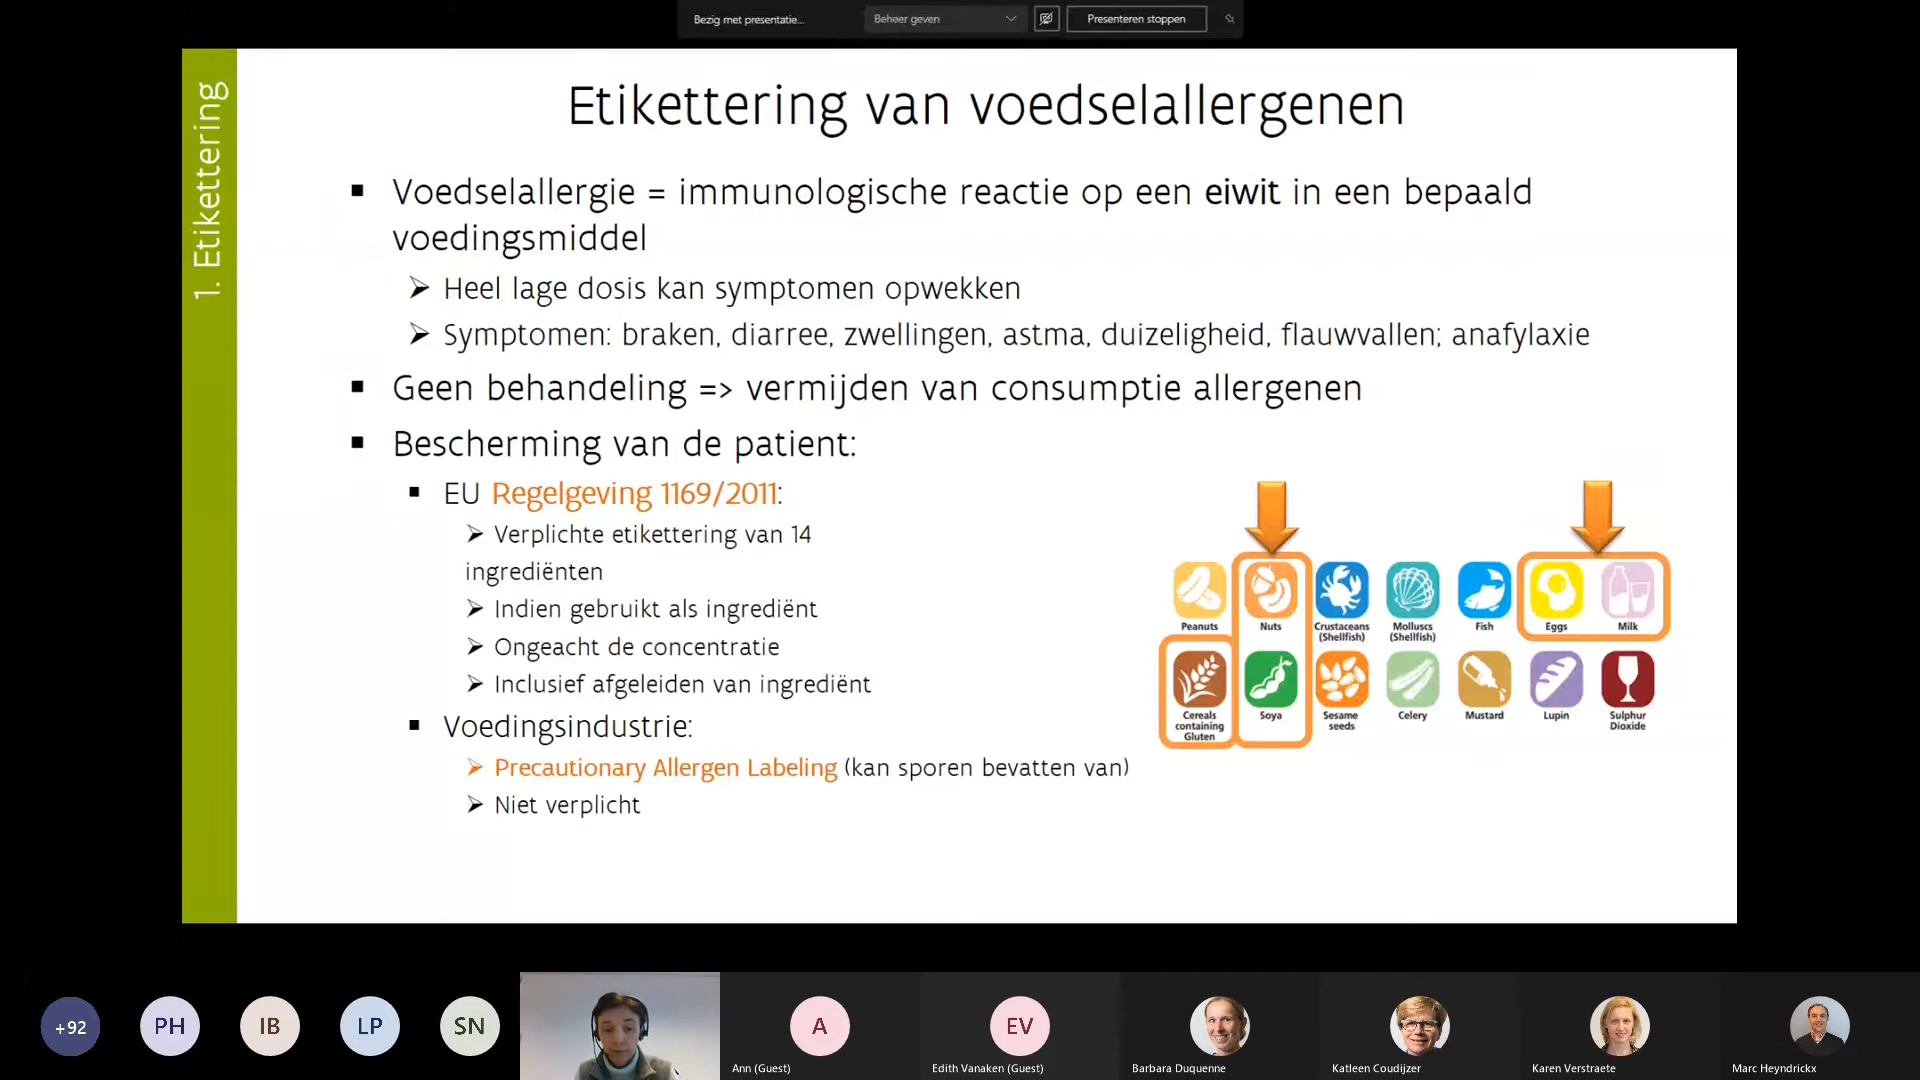 Bezig met presentatie...
Beheer geven
Presenteren stoppen
1. Etikettering
Etikettering van voedselallergenen
Voedselallergie = immunologische reactie op een eiwit in een bepaald
voedingsmiddel
Heel lage dosis kan symptomen opwekken
Symptomen: braken, diarree, zwellingen, astma, duizeligheid, flauwvallen; anafylaxie
Geen behandeling => vermijden van consumptie allergenen
Bescherming van de patient:
EU Regelgeving 1169/2011:
Verplichte etikettering van 14
ingrediënten
Indien gebruikt als ingrediënt
Ongeacht de concentratie
Inclusief afgeleiden van ingrediënt
Voedingsindustrie:
Precautionary Allergen Labeling (kan sporen bevatten van)
Niet verplicht
Peanuts
Nuts
Crustaceans
(Shellfish)
Molluscs
(Shellfish)
Fish
Eggs
Milk
Cereals
containing
Gluten
Soya
Sesame
seeds
Celery
Mustard
Lupin
Sulphur
Dioxide
+92
PH
IB
LP
SN
A
Ann (Guest)
EV
Edith Vanaken (Guest)
Barbara Duquenne
Katleen Coudijzer
Karen Verstraete
Marc Heyndrickx